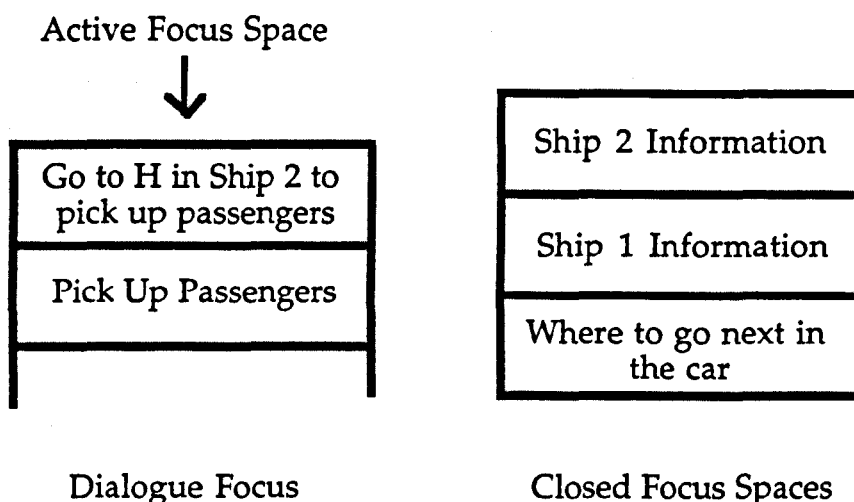 Active Focus Space
Go to H in Ship 2 to
pick up passengers
Pick Up Passengers
Dialogue Focus
Ship 2 Information
Ship 1 Information
Where to go next in
the car
Closed Focus Spaces